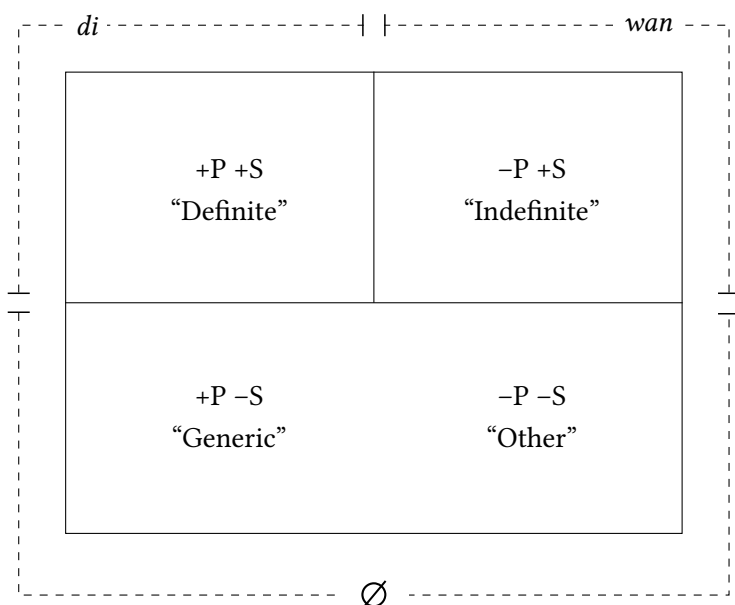 di wan
+P +S –P +S
“Definite” “Indefinite”
+P –S –P –S
“Generic” “Other”
∅